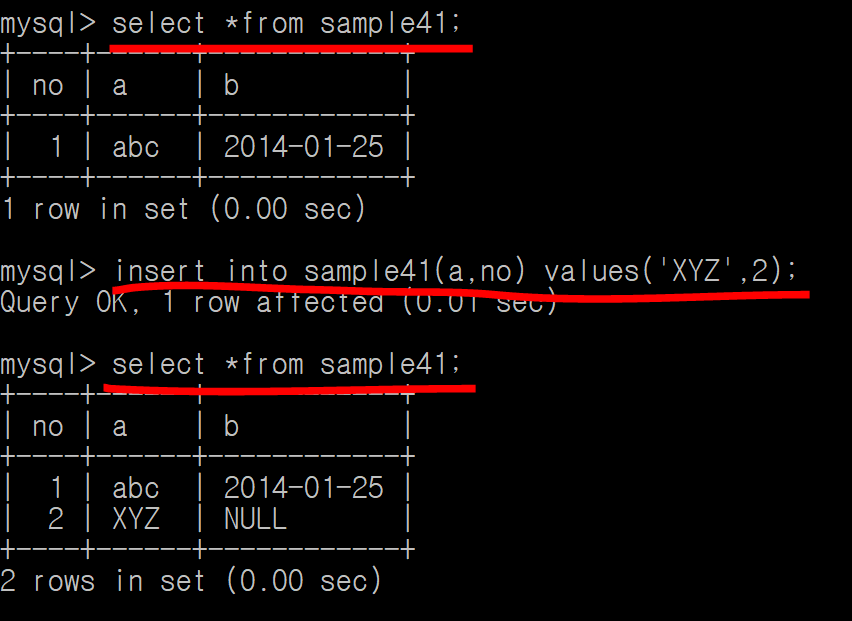 mysql> select *from sample41;
+----+------+------------+
| no | a    | b          |
+----+------+------------+
|  1 | abc  | 2014-01-25 |
+----+------+------------+
1 row in set (0.00 sec)
mysql> insert into sample41(a,no) values('XYZ',2);
Query OK, 1 row affected (0.01 sec)
mysql> select *from sample41;
+----+------+------------+
| no | a    | b          |
+----+------+------------+
|  1 | abc  | 2014-01-25 |
|  2 | XYZ  | NULL       |
+----+------+------------+
2 rows in set (0.00 sec)